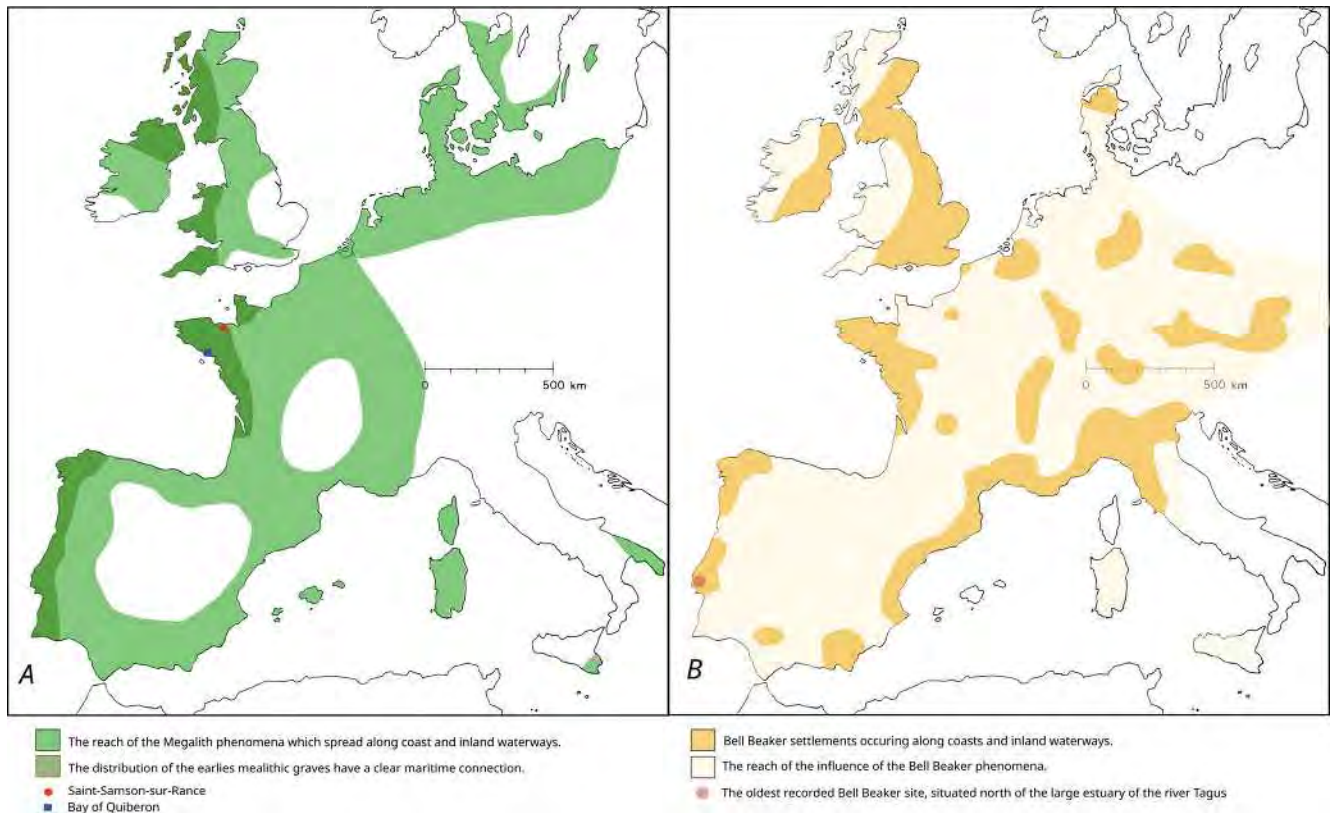 0 500 km
A
0 500 km
B
The reach of the Megalith phenomena which spread along coast and inland waterways.
The distribution of the earlies mealithic graves have a clear maritime connection.
Saint-Samson-sur-Rance
Bay of Quiberon
Bell Beaker settlements occuring along coasts and inland waterways.
The reach of the influence of the Bell Beaker phenomena.
The oldest recorded Bell Beaker site, situated north of the large estuary of the river Tagus